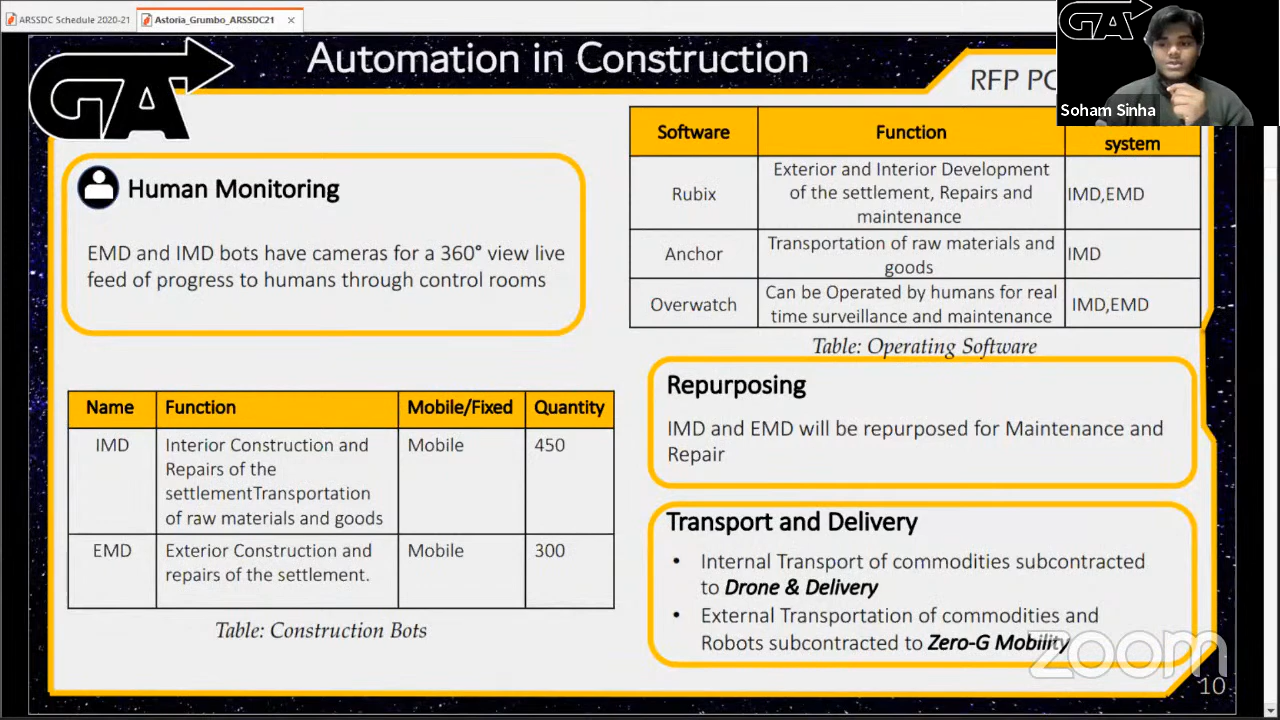 ARSSDC Schedule 2020-21
Astoria_Grumbo_ARSSDC21
GA
GA
Automation in Construction
RFP PO
Soham Sinha
Human Monitoring
EMD and IMD bots have cameras for a 360° view live
feed of progress to humans through control rooms
Name Function Mobile/Fixed Quantity
IMD Interior Construction and Mobile 450
Repairs of the
settlementTransportation
of raw materials and goods
EMD Exterior Construction and Mobile 300
repairs of the settlement.
Table: Construction Bots
Software Function system
Rubix Exterior and Interior Development IMD,EMD
of the settlement, Repairs and
maintenance
Anchor Transportation of raw materials and IMD
goods
Overwatch Can be Operated by humans for real IMD,EMD
time surveillance and maintenance
Table: Operating Software
Repurposing
IMD and EMD will be repurposed for Maintenance and
Repair
Transport and Delivery
• Internal Transport of commodities subcontracted
to Drone & Delivery
• External Transportation of commodities and
Robots subcontracted to Zero-G Mobility
zoom
10